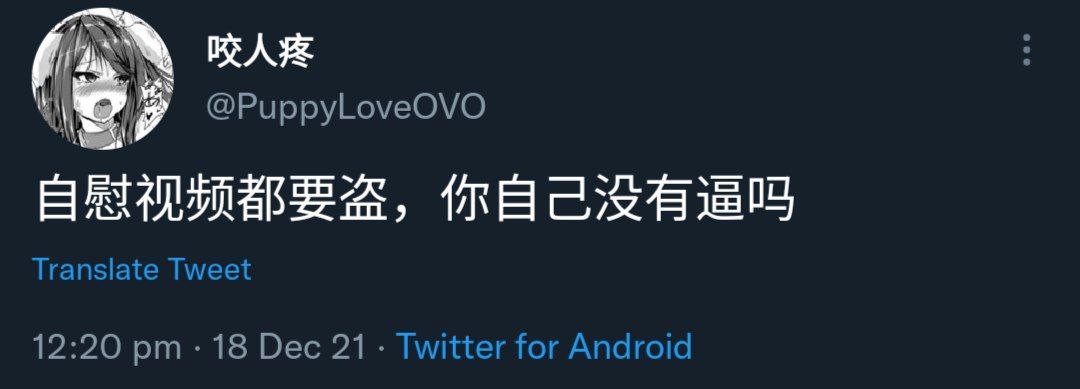 咬人疼
@PuppyLoveOVO
自慰视频都要盗，你自己没有逼吗
Translate Tweet
12:20 pm · 18 Dec 21 · Twitter for Android